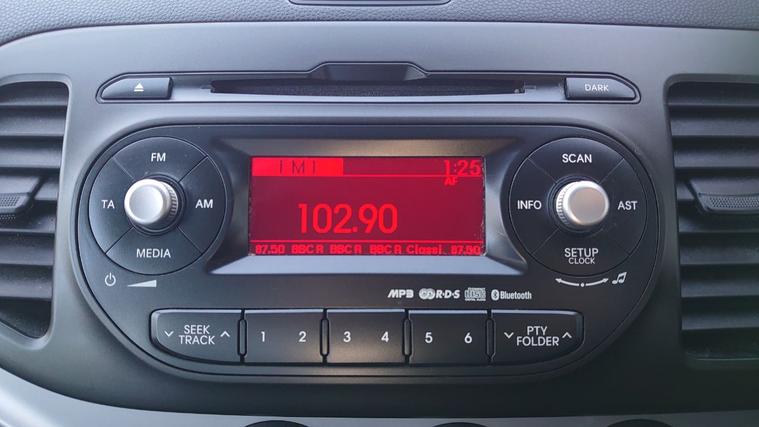 DARK
FM
TA
AM
MEDIA
FM1
1:25
AF
102.90
87.50 BBC R BBC R BBC R Classi. 87.50
SCAN
INFO
AST
SETUP
CLOCK
MP3 R·D·S Bluetooth
SEEK
TRACK
1 2 3 4 5 6
PTY
FOLDER